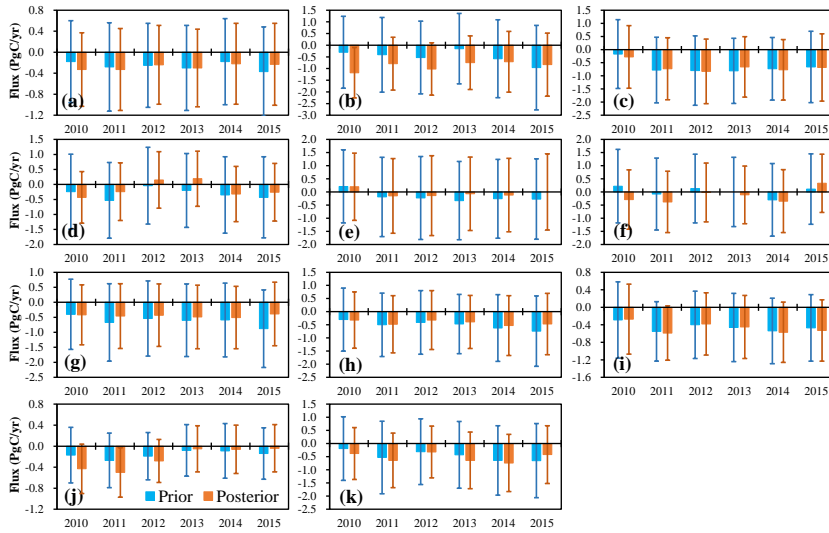 0.8 1.5 1.5
0.4 1.0 1.0
0.0 0.5 0.5
-0.4 0.0 0.0
-0.8 -0.5 -0.5
-1.2 -1.0 -1.0
-1.5 -1.5
-2.0 -2.0
-2.5 -2.5
-3.0
Flux (PgC/yr)
(a) (b) (c)
2010 2011 2012 2013 2014 2015 2010 2011 2012 2013 2014 2015 2010 2011 2012 2013 2014 2015
1.5 2.0 2.0
1.0 1.5 1.5
0.5 1.0 1.0
0.0 0.5 0.5
-0.5 0.0 0.0
-1.0 -0.5 -0.5
-1.5 -1.0 -1.0
-2.0 -1.5 -1.5
-2.0 -2.0
Flux (PgC/yr)
(d) (e) (f)
2010 2011 2012 2013 2014 2015 2010 2011 2012 2013 2014 2015 2010 2011 2012 2013 2014 2015
1.0 1.5 0.8
0.5 1.0 0.4
0.0 0.5 0.0
-0.5 0.0 -0.4
-1.0 -0.5 -0.8
-1.5 -1.0 -1.2
-2.0 -1.5 -1.6
-2.5 -2.0
-2.5
Flux (PgC/yr)
(g) (h) (i)
2010 2011 2012 2013 2014 2015 2010 2011 2012 2013 2014 2015 2010 2011 2012 2013 2014 2015
0.8 1.5
0.4 1.0
0.0 0.5
-0.4 0.0
-0.8 -0.5
-1.2 -1.0
-1.5
-2.0
-2.5
Flux (PgC/yr)
(j) Prior Posterior (k)
2010 2011 2012 2013 2014 2015 2010 2011 2012 2013 2014 2015